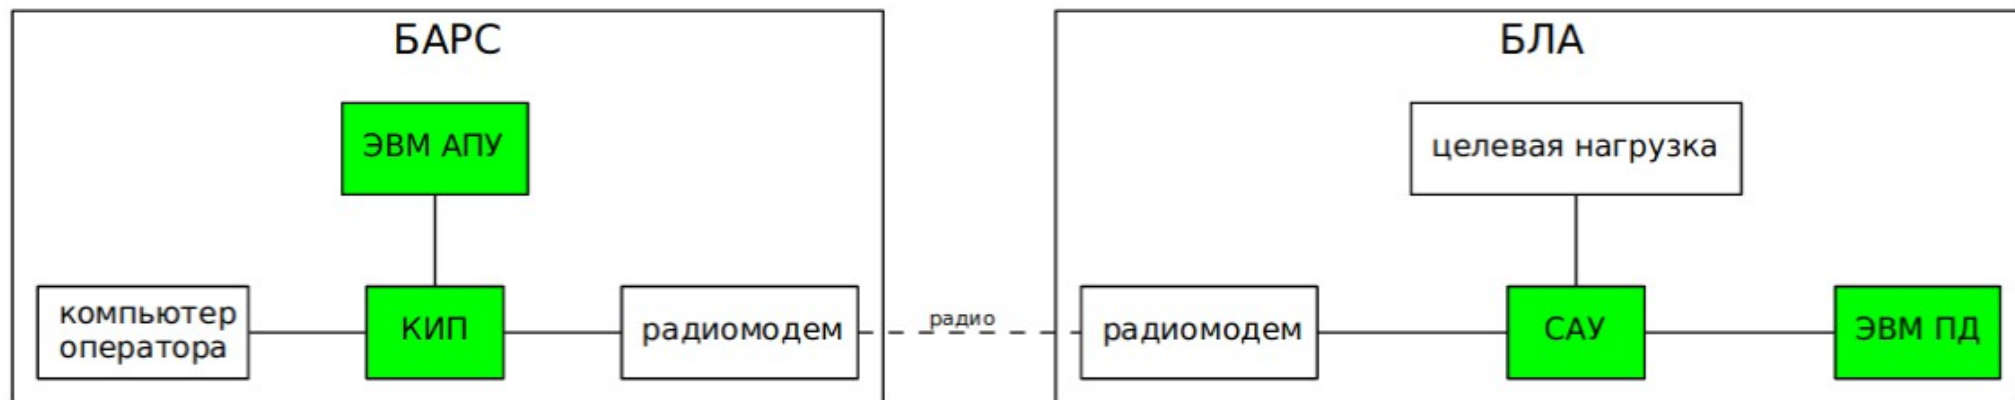 БАРС
ЭВМ АПУ
компьютер
оператора
КИП
радиомодем
радио
БЛА
целевая нагрузка
радиомодем
САУ
ЭВМ ПД